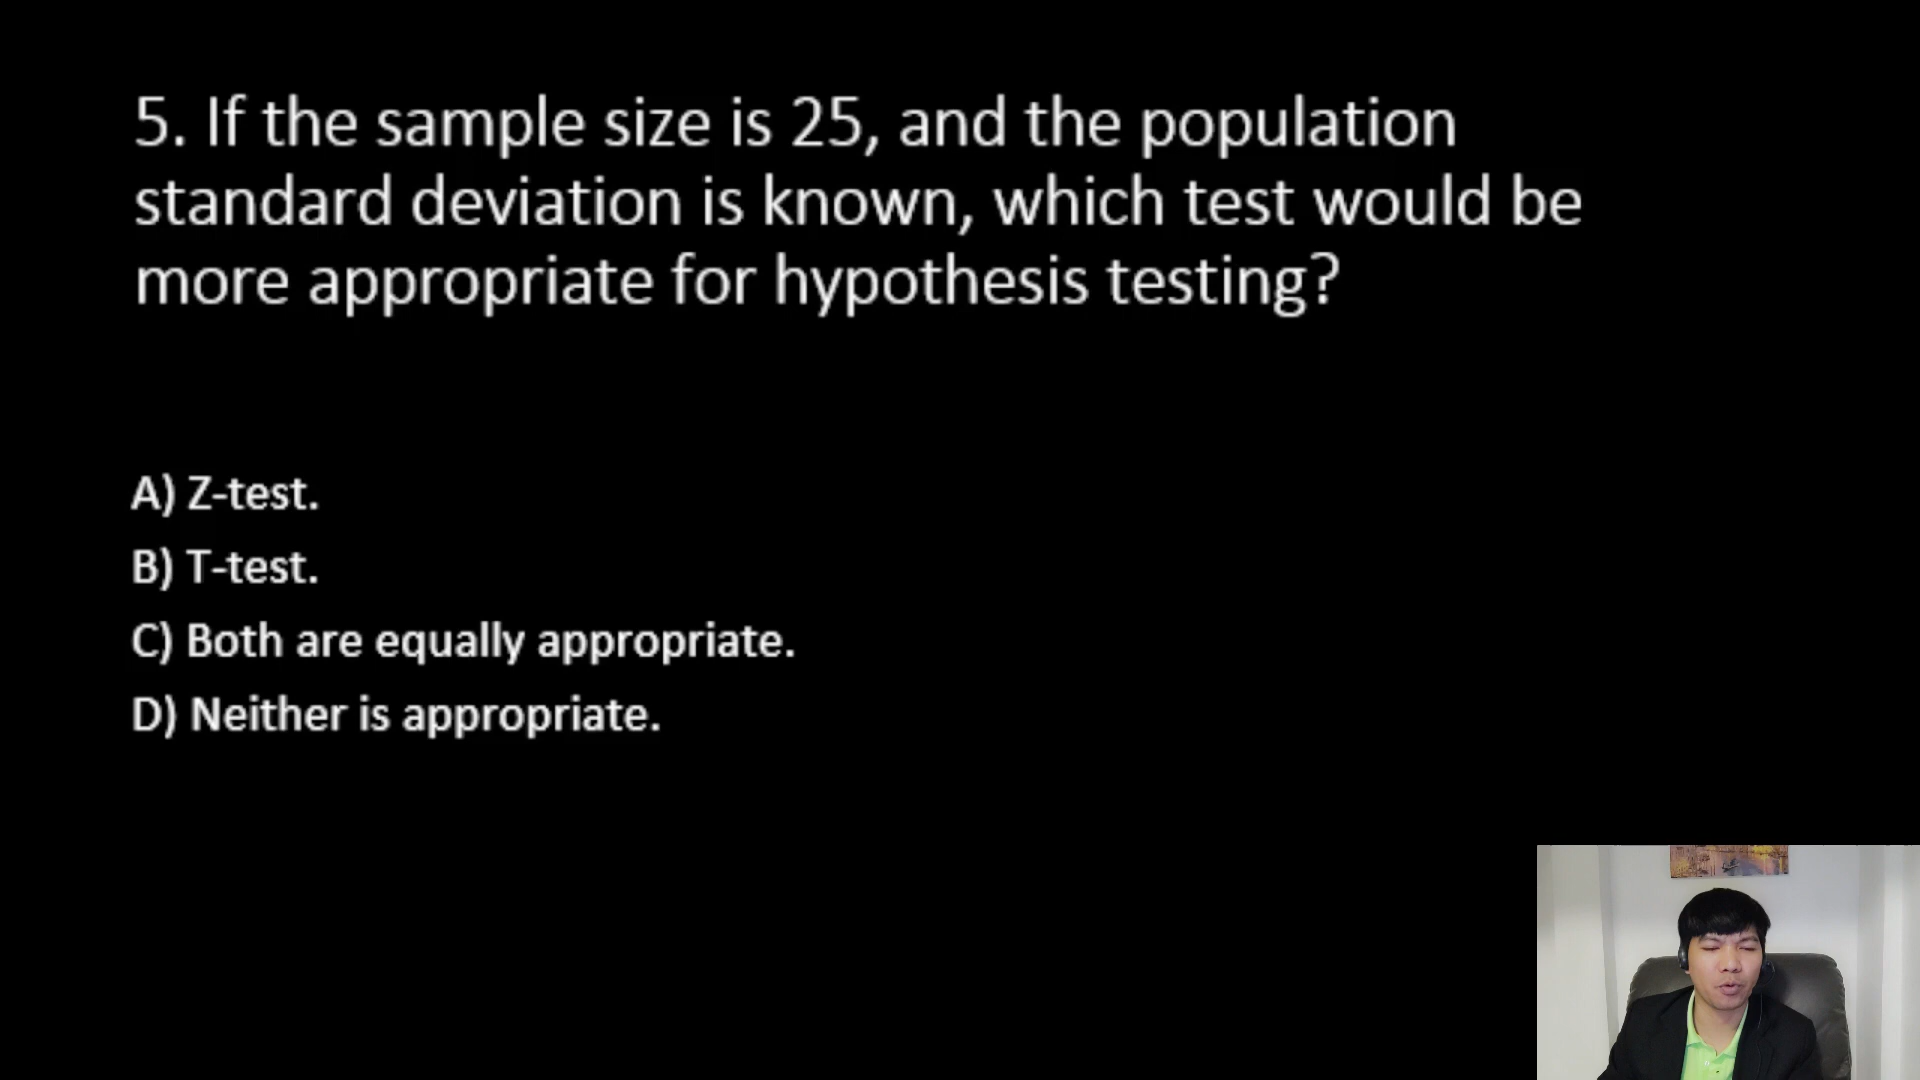 5. If the sample size is 25, and the population
standard deviation is known, which test would be
more appropriate for hypothesis testing?
A) Z-test.
B) T-test.
C) Both are equally appropriate.
D) Neither is appropriate.